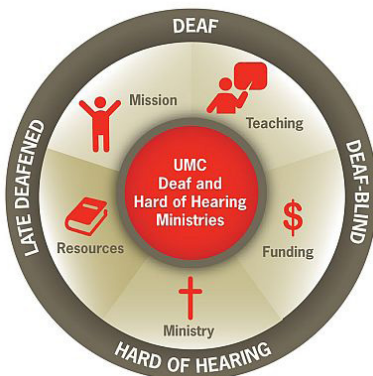 DEAF
Mission
Teaching
UMC
Deaf and
Hard of Hearing
Ministries
LATE DEAFENED
DEAF-BLIND
Resources
$
Funding
Ministry
HARD OF HEARING